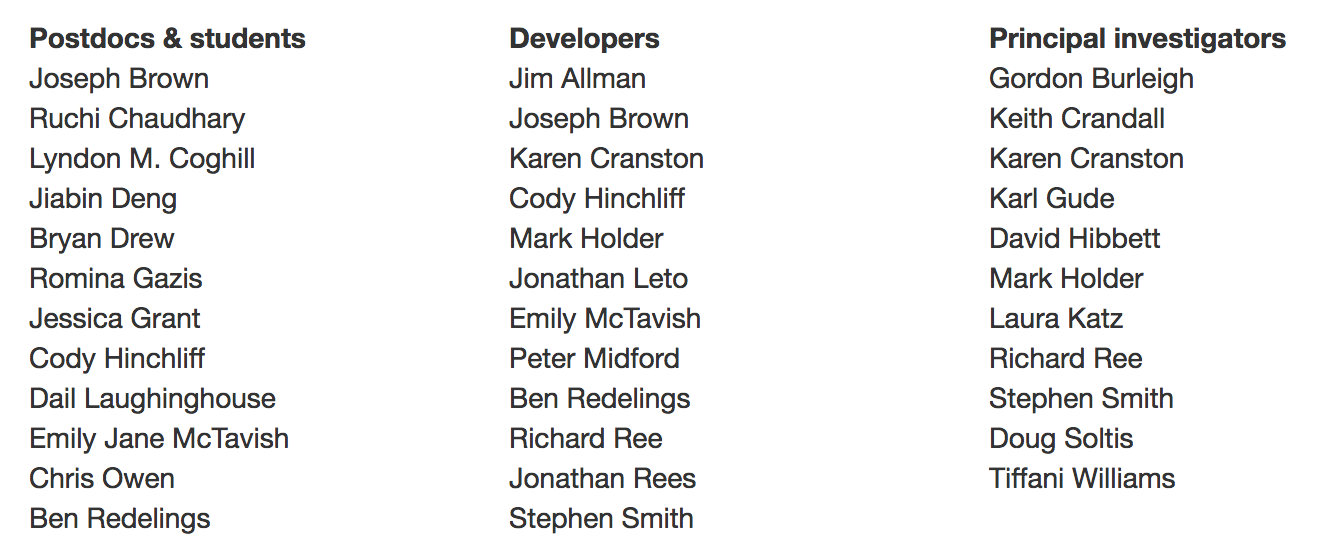 Postdocs & students
Joseph Brown
Ruchi Chaudhary
Lyndon M. Coghill
Jiabin Deng
Bryan Drew
Romina Gazis
Jessica Grant
Cody Hinchliff
Dail Laughinghouse
Emily Jane McTavish
Chris Owen
Ben Redelings
Developers
Jim Allman
Joseph Brown
Karen Cranston
Cody Hinchliff
Mark Holder
Jonathan Leto
Emily McTavish
Peter Midford
Ben Redelings
Richard Ree
Jonathan Rees
Stephen Smith
Principal investigators
Gordon Burleigh
Keith Crandall
Karen Cranston
Karl Gude
David Hibbett
Mark Holder
Laura Katz
Richard Ree
Stephen Smith
Doug Soltis
Tiffani Williams